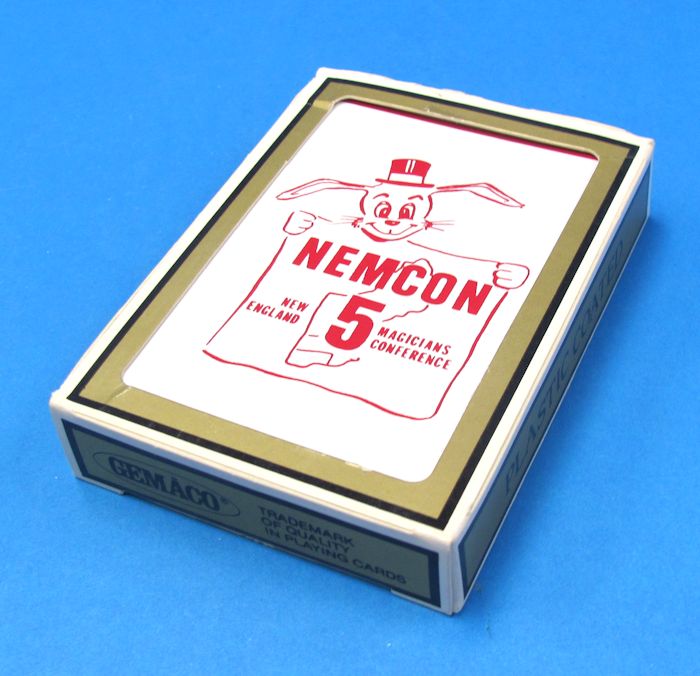 NEMCON
NEW
ENGLAND
5
MAGICIANS
CONFERENCE
GEMACO®
TRADEMARK
OF QUALITY
IN PLAYING CARDS
PLASTIC COATED